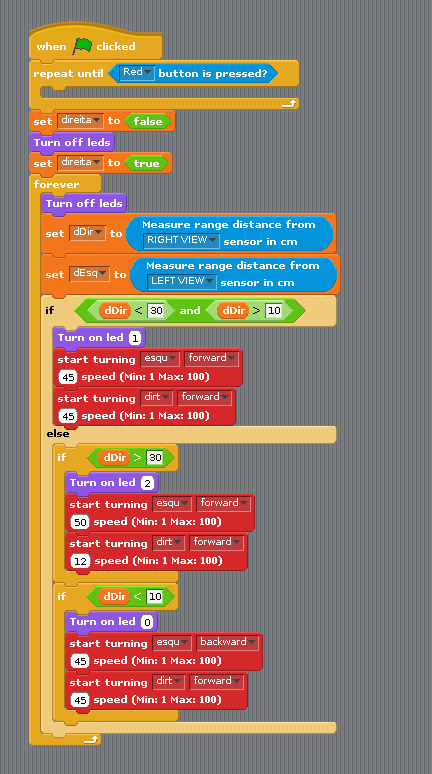 when clicked
repeat until Red button is pressed?
set direita to false
Turn off leds
set direita to true
forever
Turn off leds
set dDir to Measure range distance from RIGHT VIEW sensor in cm
set dEsq to Measure range distance from LEFT VIEW sensor in cm
if dDir < 30 and dDir > 10
Turn on led 1
start turning esqu forward
45 speed (Min: 1 Max: 100)
start turning dirt forward
45 speed (Min: 1 Max: 100)
else
if dDir > 30
Turn on led 2
start turning esqu forward
50 speed (Min: 1 Max: 100)
start turning dirt forward
12 speed (Min: 1 Max: 100)
if dDir < 10
Turn on led 0
start turning esqu backward
45 speed (Min: 1 Max: 100)
start turning dirt forward
45 speed (Min: 1 Max: 100)